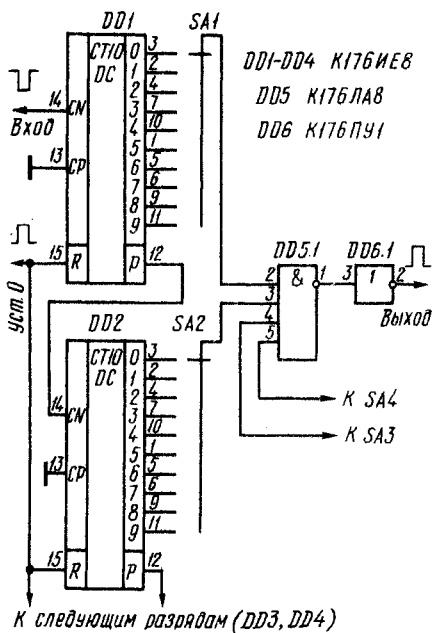 DD1
SA1
СТ10
DC
0 3
1 2
2 4
3 7
4 10
5 1
6 5
7 6
8 9
9 11
14 CN
Вход
13 CP
15 R
P 12
Уст.0
DD1-DD4 К176ИЕ8
DD5 К176ЛА8
DD6 К176ПУ1
DD5.1
DD6.1
2
3
4
5
&
1
3
1
2
Выход
К SA4
К SA3
DD2
SA2
СТ10
DC
0 3
1 2
2 4
3 7
4 10
5 1
6 5
7 6
8 9
9 11
14 CN
13 CP
15 R
P 12
К следующим разрядам (DD3, DD4)